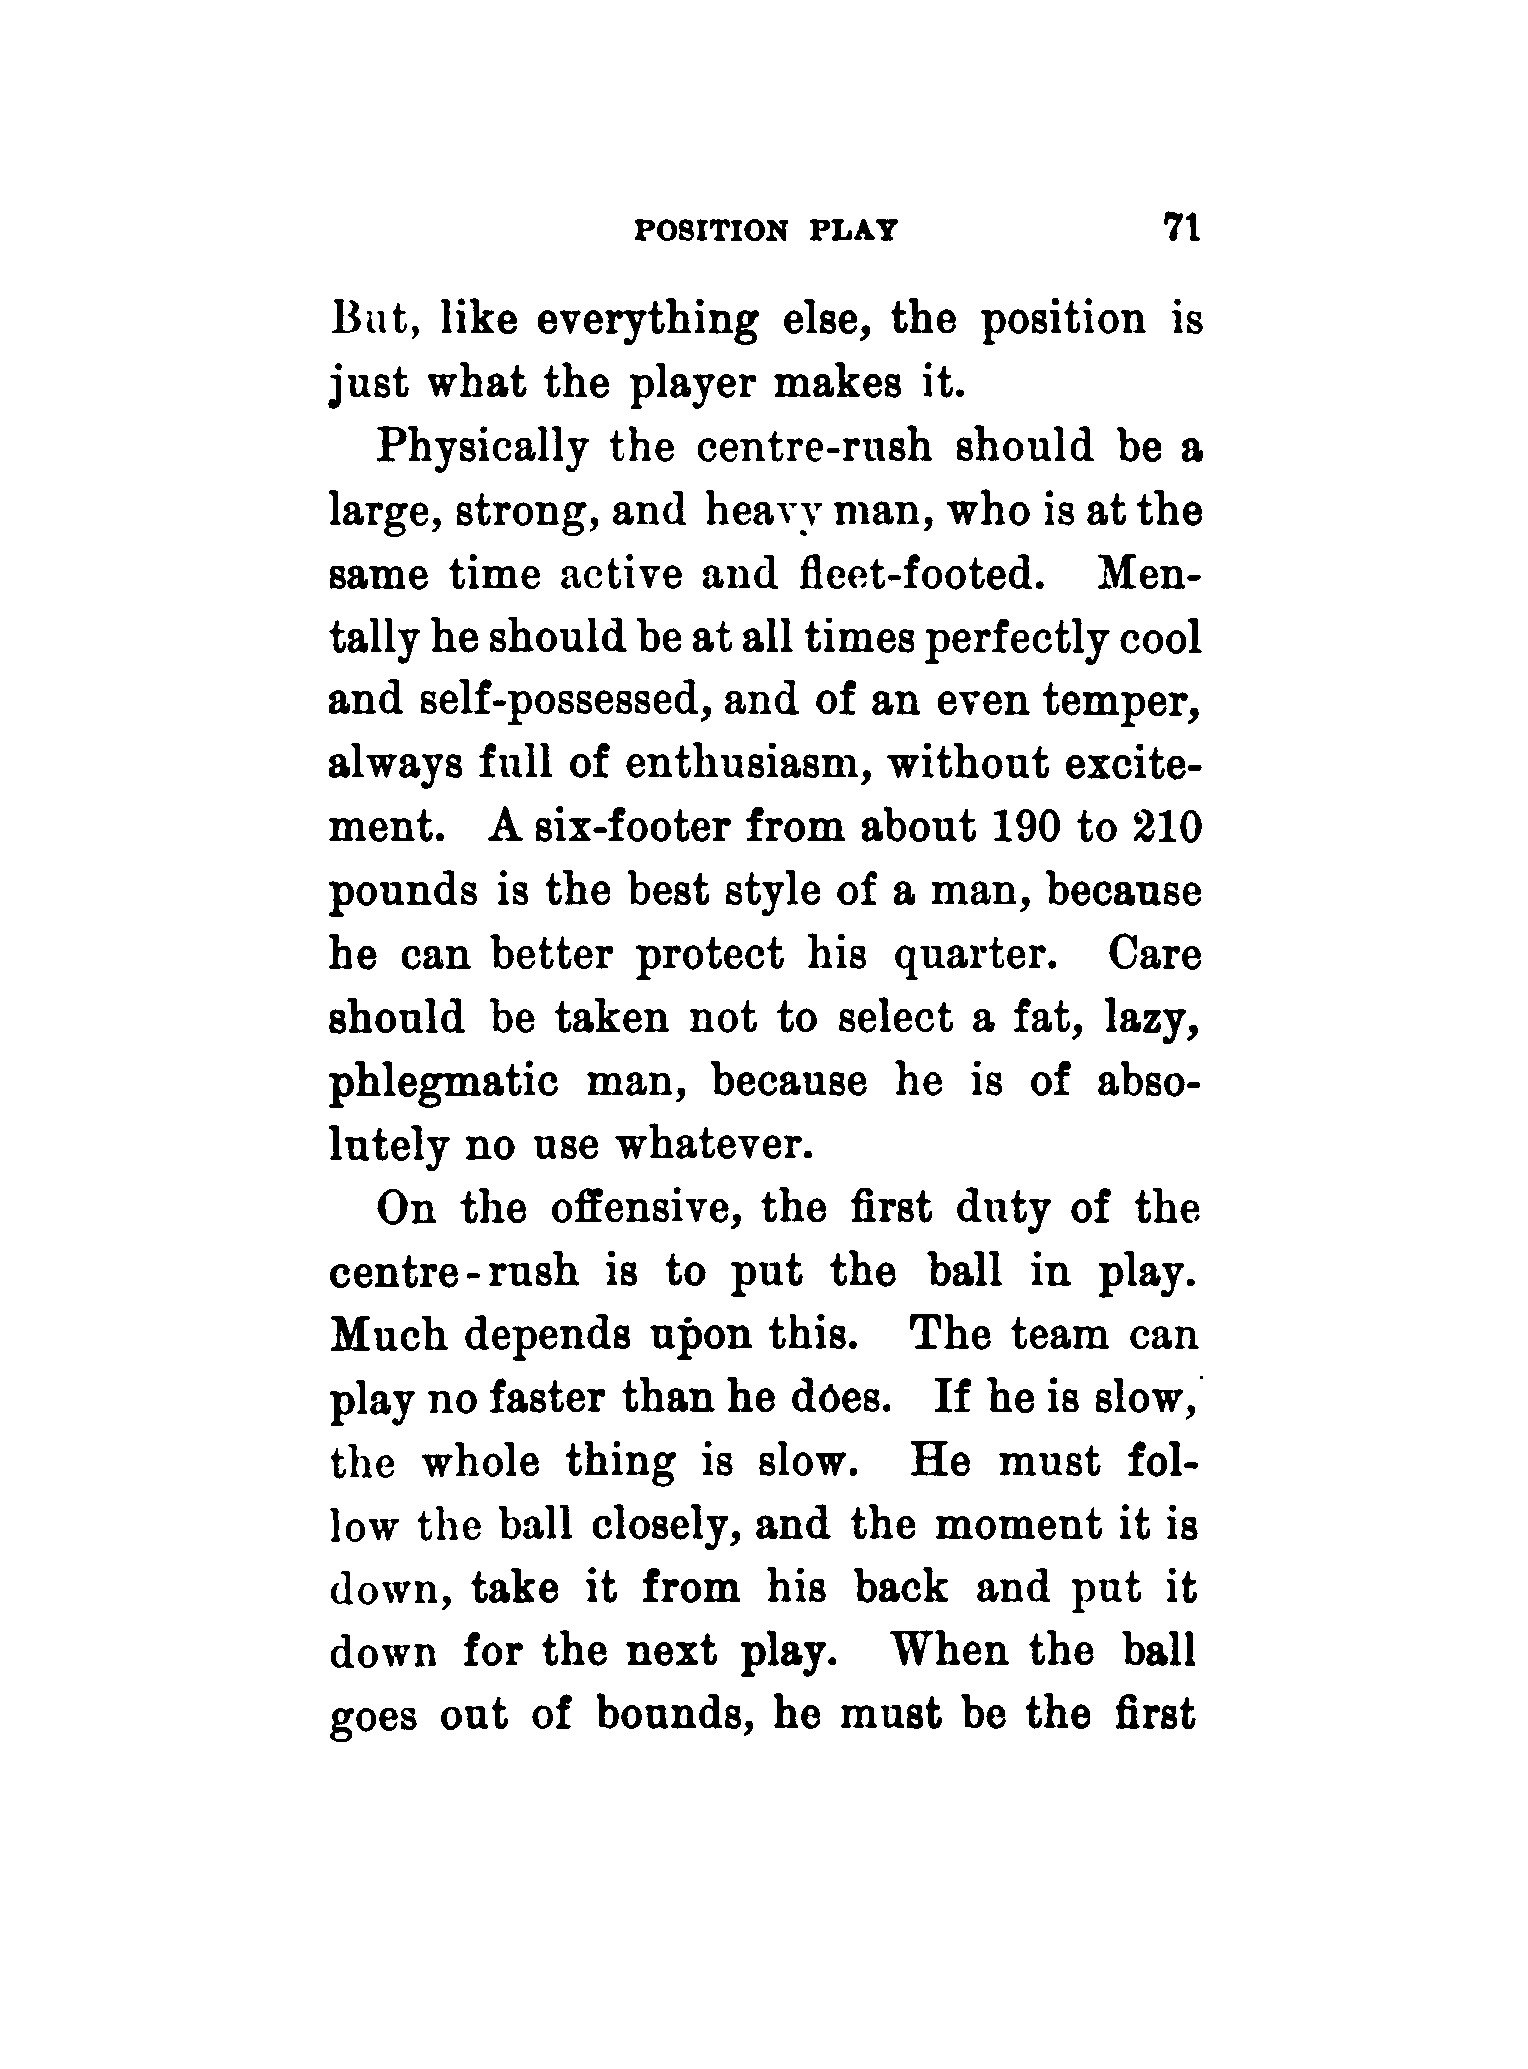 POSITION PLAY 71
But, like everything else, the position is
just what the player makes it.
Physically the centre-rush should be a
large, strong, and heavy man, who is at the
same time active and fleet-footed. Men-
tally he should be at all times perfectly cool
and self-possessed, and of an even temper,
always full of enthusiasm, without excite-
ment. A six-footer from about 190 to 210
pounds is the best style of a man, because
he can better protect his quarter. Care
should be taken not to select a fat, lazy,
phlegmatic man, because he is of abso-
lutely no use whatever.
On the offensive, the first duty of the
centre-rush is to put the ball in play.
Much depends upon this. The team can
play no faster than he does. If he is slow,
the whole thing is slow. He must fol-
low the ball closely, and the moment it is
down, take it from his back and put it
down for the next play. When the ball
goes out of bounds, he must be the first